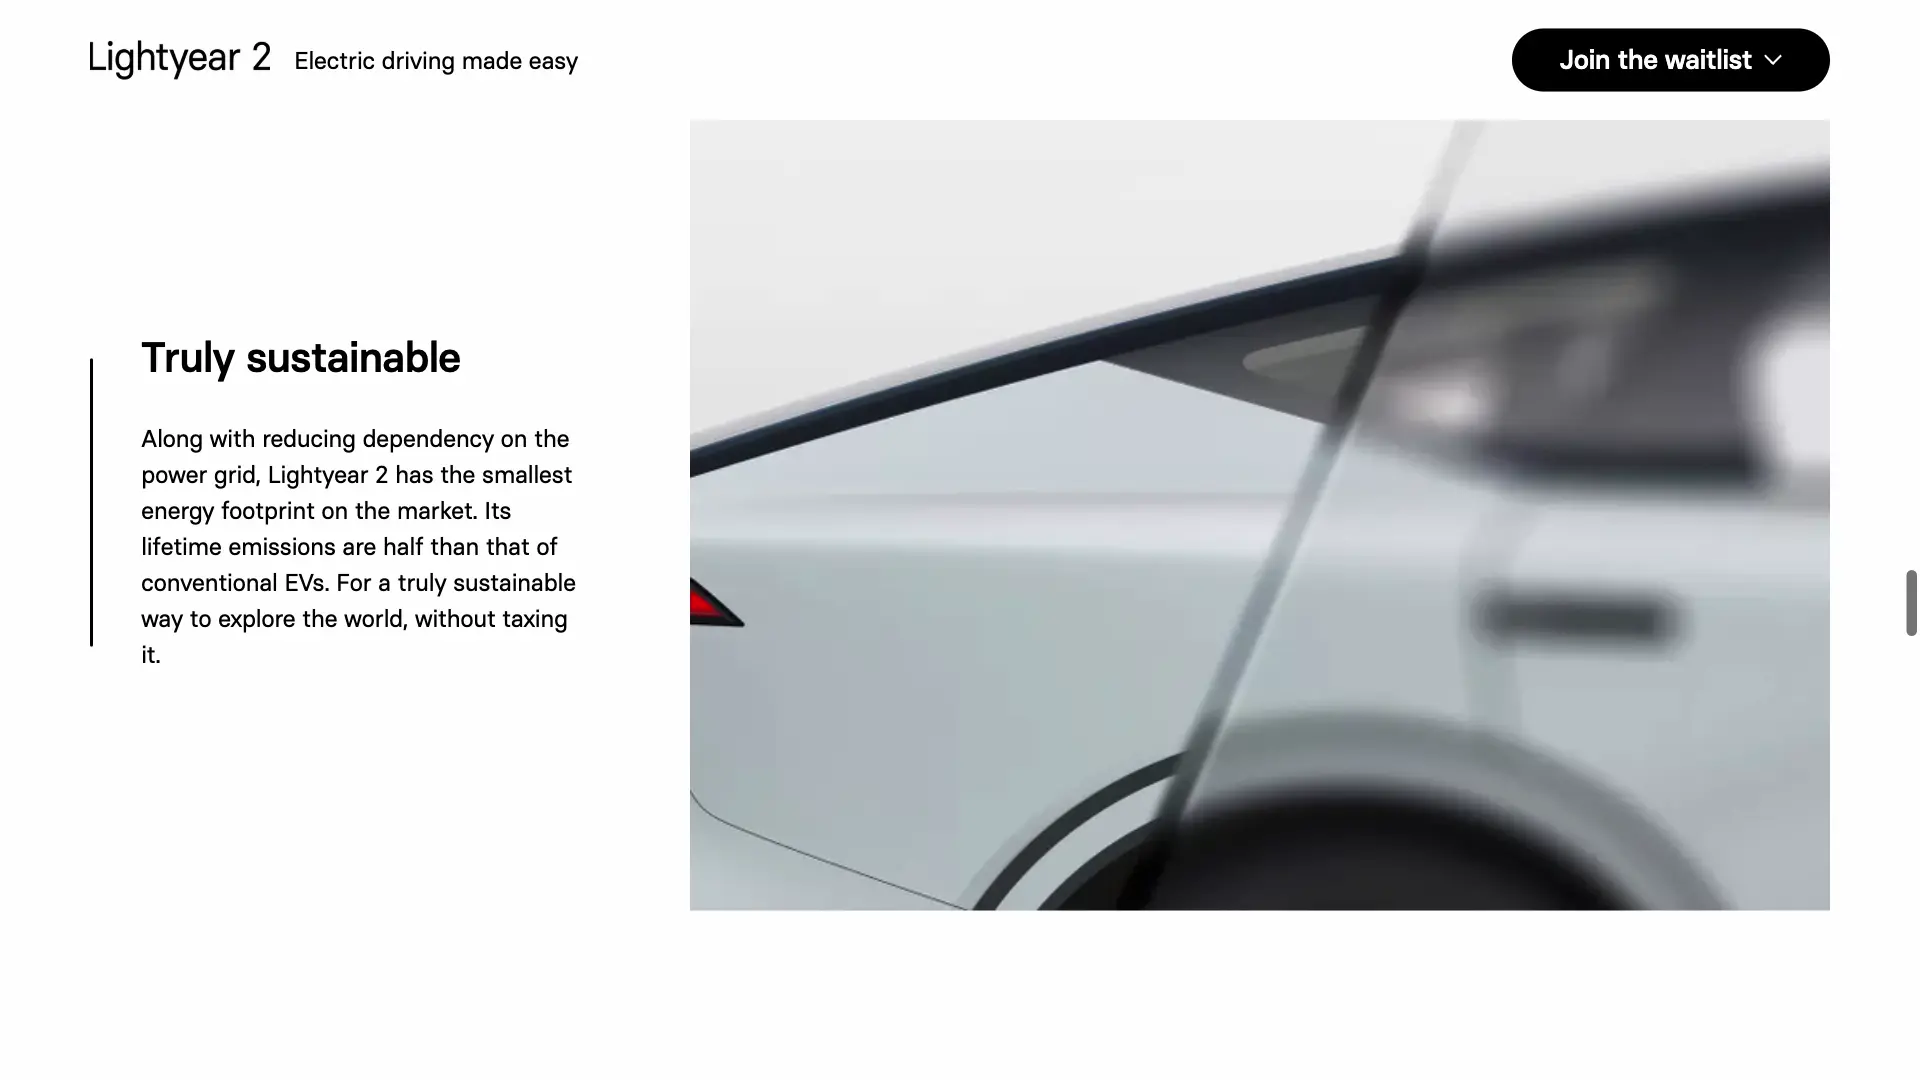 Lightyear 2 Electric driving made easy
Join the waitlist
Truly sustainable
Along with reducing dependency on the
power grid, Lightyear 2 has the smallest
energy footprint on the market. Its
lifetime emissions are half than that of
conventional EVs. For a truly sustainable
way to explore the world, without taxing
it.